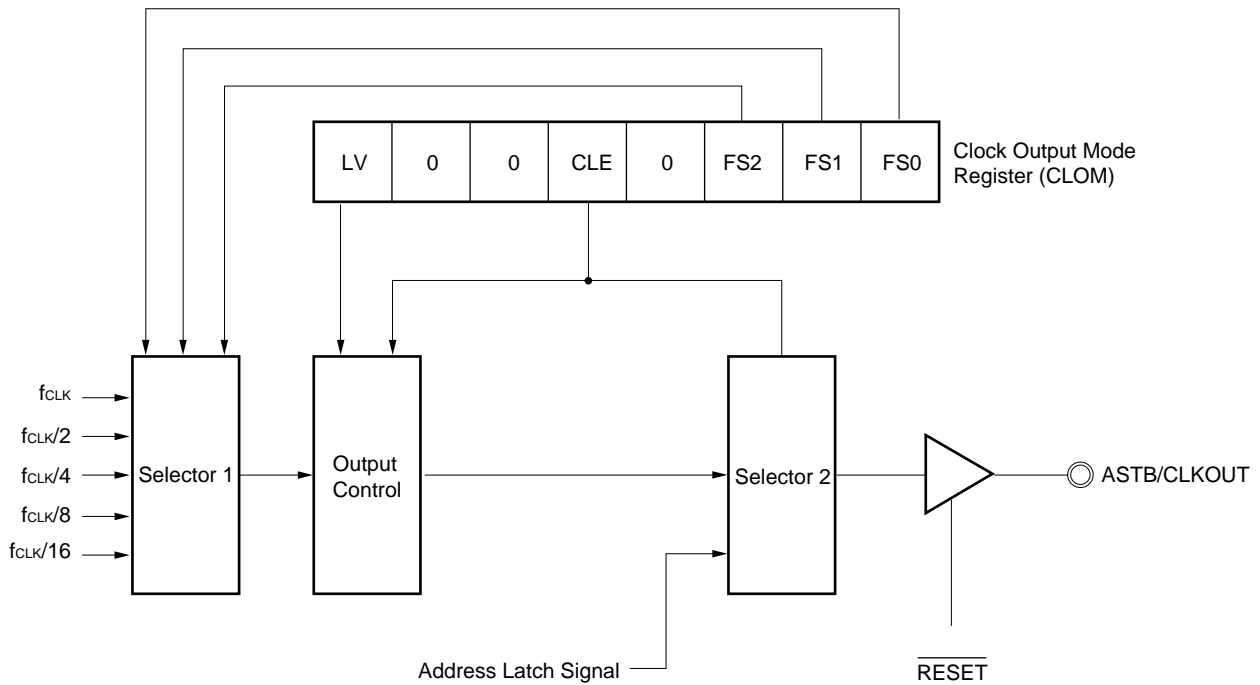 LV 0 0 CLE 0 FS2 FS1 FS0
Clock Output Mode
Register (CLOM)
fCLK
fCLK/2
fCLK/4
fCLK/8
fCLK/16
Selector 1
Output
Control
Selector 2
ASTB/CLKOUT
Address Latch Signal
RESET